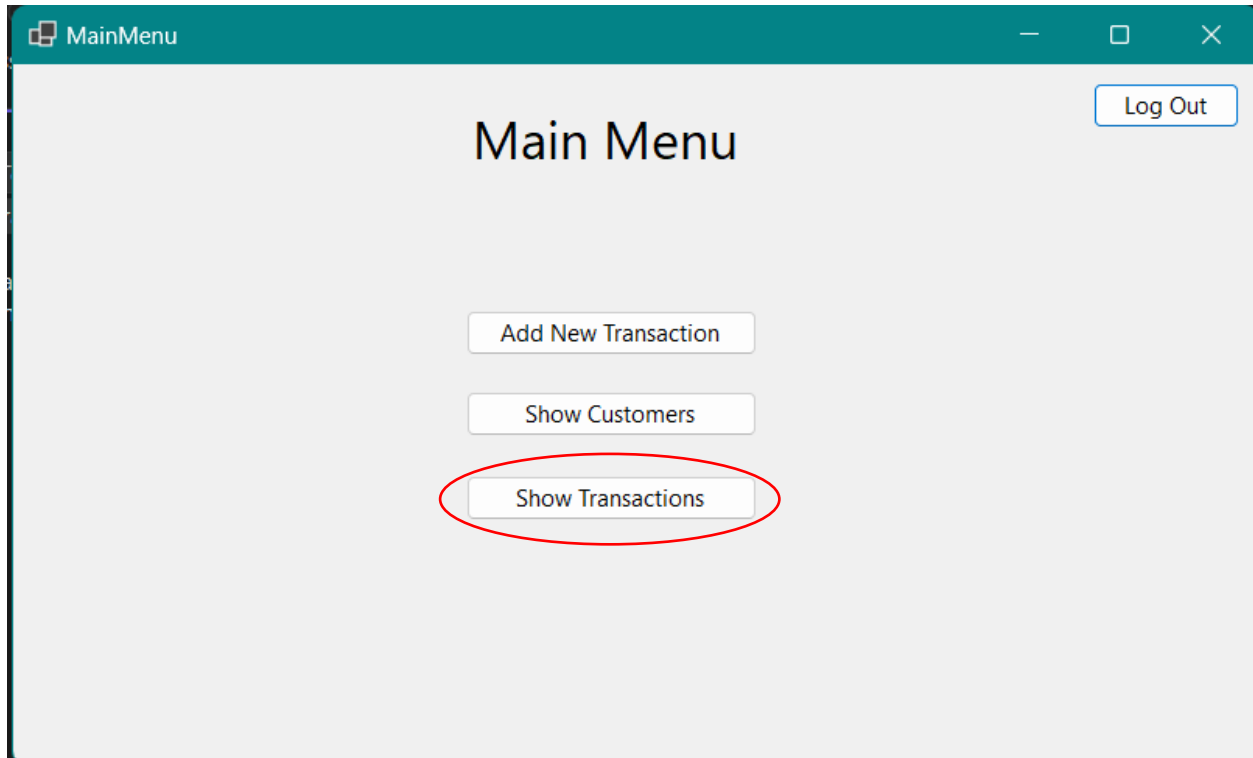 MainMenu
Log Out
Main Menu
Add New Transaction
Show Customers
Show Transactions